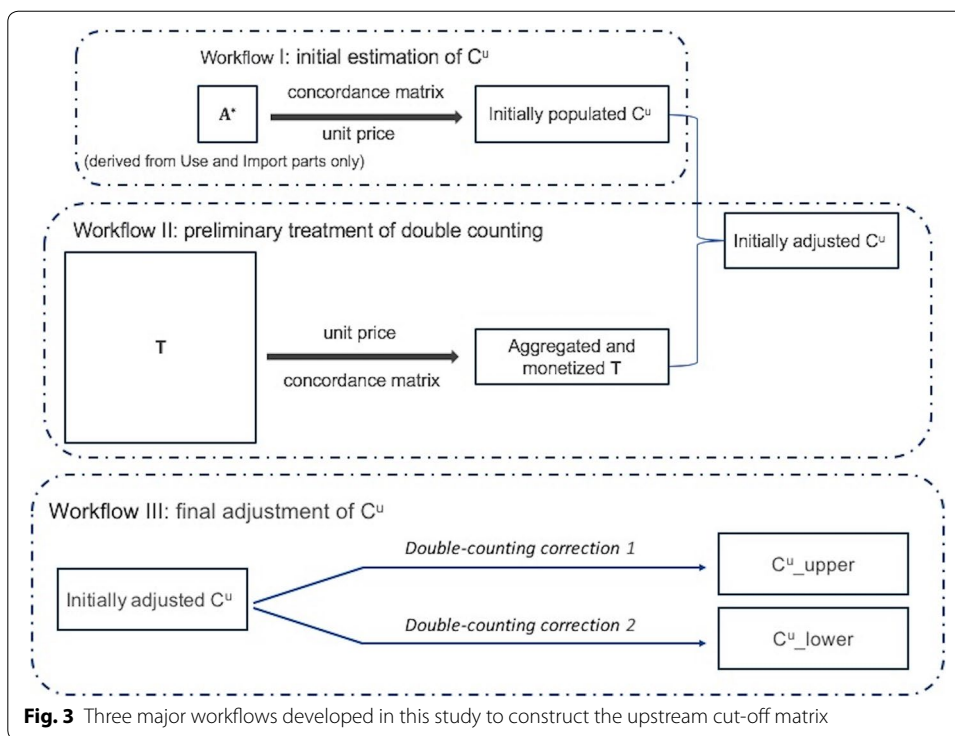 Workflow I: initial estimation of Cᵘ
A*
concordance matrix
unit price
Initially populated Cᵘ
(derived from Use and Import parts only)
Workflow II: preliminary treatment of double counting
Initially adjusted Cᵘ
T
unit price
concordance matrix
Aggregated and
monetized T
Workflow III: final adjustment of Cᵘ
Initially adjusted Cᵘ
Double-counting correction 1
Cᵘ_upper
Double-counting correction 2
Cᵘ_lower
Fig. 3 Three major workflows developed in this study to construct the upstream cut-off matrix